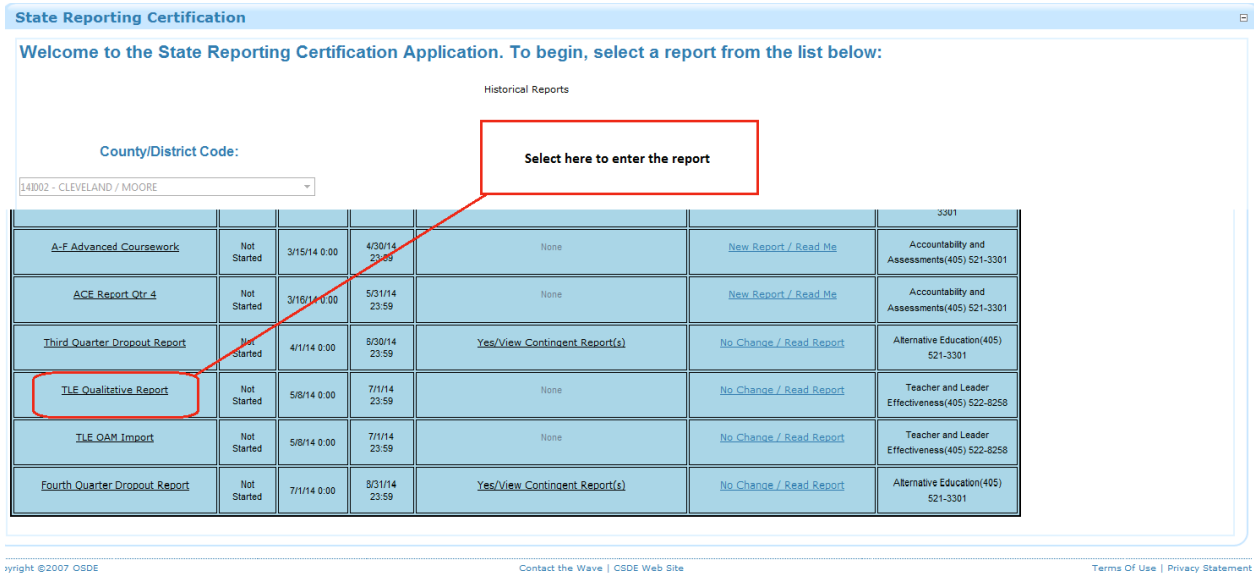 State Reporting Certification
Welcome to the State Reporting Certification Application. To begin, select a report from the list below:
Historical Reports
County/District Code:
Select here to enter the report
14I002 - CLEVELAND / MOORE
3301
A-F Advanced Coursework Not Started 3/15/14 0:00 4/30/14 23:59 None New Report / Read Me Accountability and Assessments(405) 521-3301
ACE Report Qtr 4 Not Started 3/16/14 0:00 5/31/14 23:59 None New Report / Read Me Accountability and Assessments(405) 521-3301
Third Quarter Dropout Report Not Started 4/1/14 0:00 6/30/14 23:59 Yes/View Contingent Report(s) No Change / Read Report Alternative Education(405) 521-3301
TLE Qualitative Report Not Started 5/8/14 0:00 7/1/14 23:59 None No Change / Read Report Teacher and Leader Effectiveness(405) 522-8258
TLE OAM Import Not Started 5/8/14 0:00 7/1/14 23:59 None No Change / Read Report Teacher and Leader Effectiveness(405) 522-8258
Fourth Quarter Dropout Report Not Started 7/1/14 0:00 8/31/14 23:59 Yes/View Contingent Report(s) No Change / Read Report Alternative Education(405) 521-3301
pyright ©2007 OSDE Contact the Wave | CSDE Web Site Terms Of Use | Privacy Statement